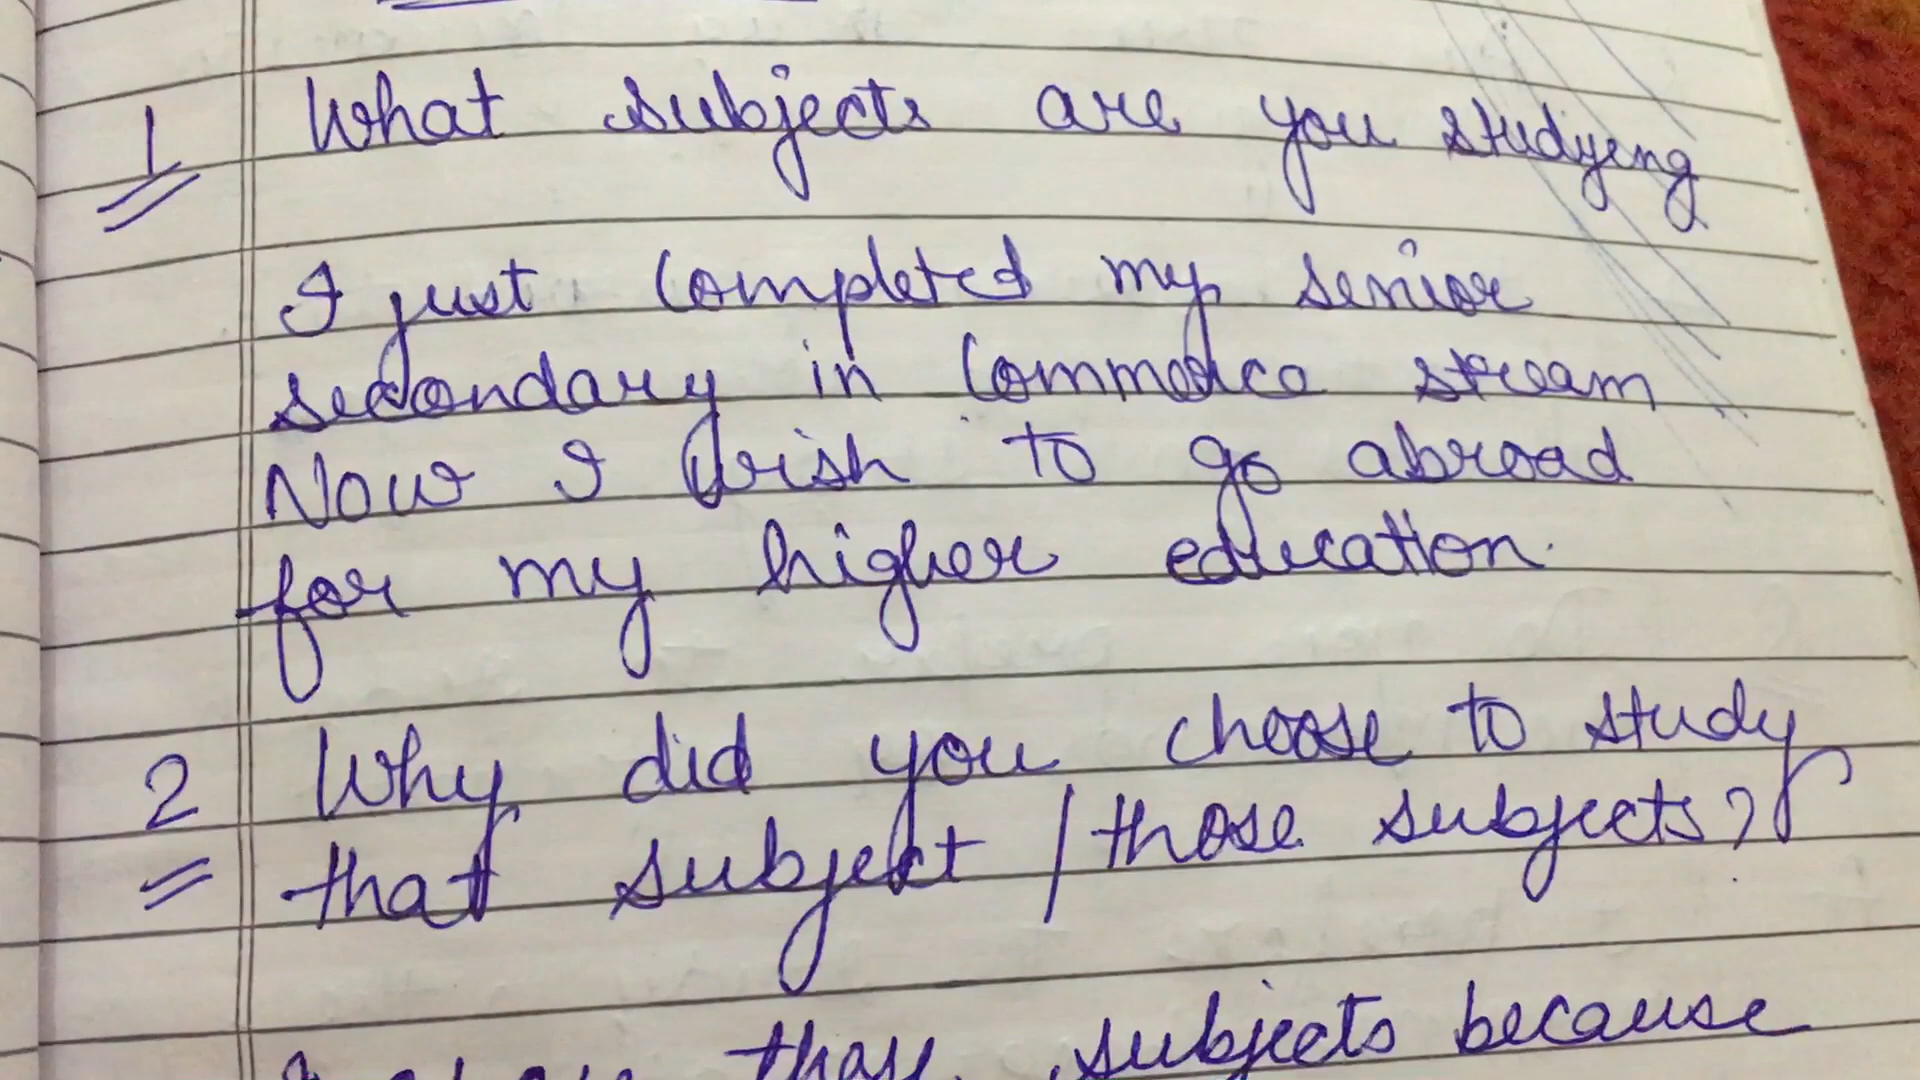 1 What subjects are you studyeng
I just Completed my senior
secondary in Commerce stream
Now I Wish to go abroad
for my higher education.
2 Why did you choose to study
that subject / those subjects?
subjects because